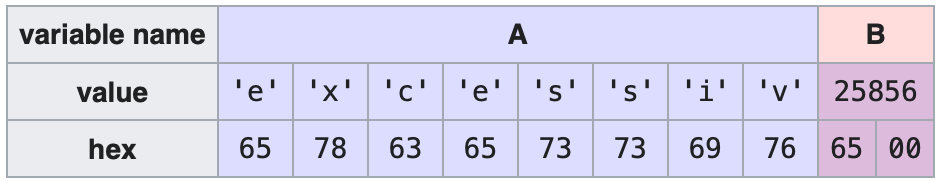 variable name A B
value 'e' 'x' 'c' 'e' 's' 's' 'i' 'v' 25856
hex 65 78 63 65 73 73 69 76 65 00